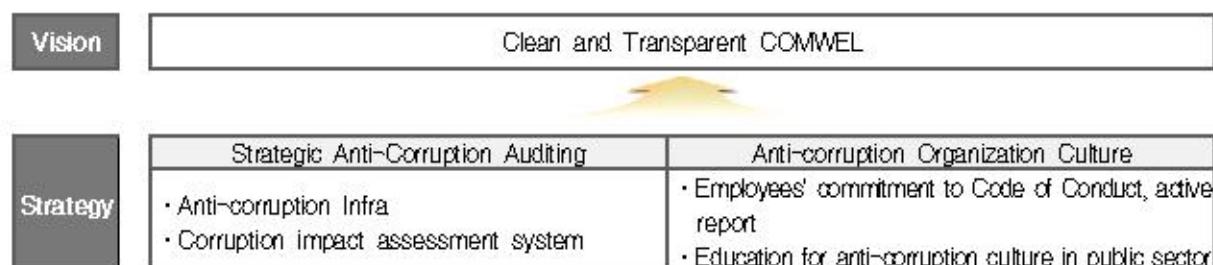 Vision
Clean and Transparent COMWEL
Strategy
Strategic Anti-Corruption Auditing
· Anti-corruption Infra
· Corruption impact assessment system
Anti-corruption Organization Culture
· Employees' commitment to Code of Conduct, active
report
· Education for anti-corruption culture in public sector